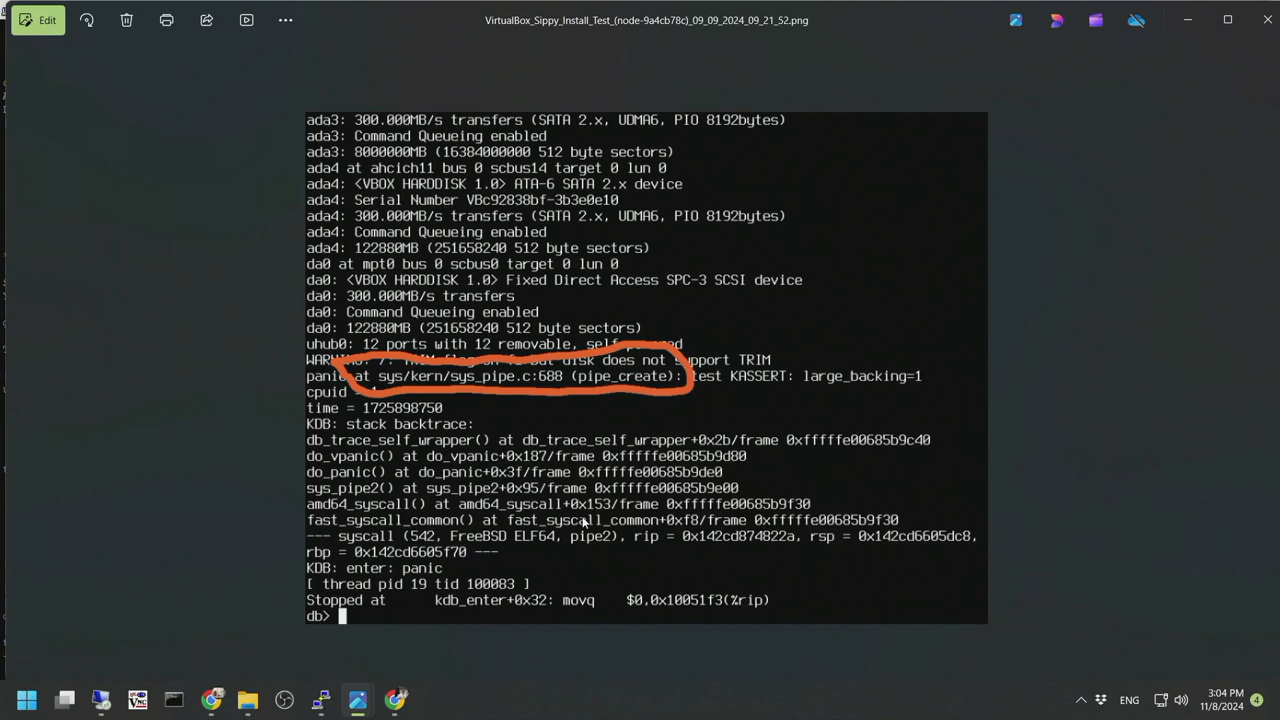 Edit
VirtualBox_Sippy_Install_Test_(node-9a4cb78c)_09_09_2024_09_21_52.png
ada3: 300.000MB/s transfers (SATA 2.x, UDMA6, PIO 8192bytes)
ada3: Command Queueing enabled
ada3: 8000000MB (16384000000 512 byte sectors)
ada4 at ahcich11 bus 0 scbus14 target 0 lun 0
ada4: <VBOX HARDDISK 1.0> ATA-6 SATA 2.x device
ada4: Serial Number VBc92838bf-3b3e0e10
ada4: 300.000MB/s transfers (SATA 2.x, UDMA6, PIO 8192bytes)
ada4: Command Queueing enabled
ada4: 122880MB (251658240 512 byte sectors)
da0 at mpt0 bus 0 scbus0 target 0 lun 0
da0: <VBOX HARDDISK 1.0> Fixed Direct Access SPC-3 SCSI device
da0: 300.000MB/s transfers
da0: Command Queueing enabled
da0: 122880MB (251658240 512 byte sectors)
uhub0: 12 ports with 12 removable, self powered
WARNING: /: TRIM flag on fs but disk does not support TRIM
panic at sys/kern/sys_pipe.c:688 (pipe_create): test KASSERT: large_backing=1
cpuid = 1
time = 1725898750
KDB: stack backtrace:
db_trace_self_wrapper() at db_trace_self_wrapper+0x2b/frame 0xfffffe00685b9c40
do_vpanic() at do_vpanic+0x187/frame 0xfffffe00685b9d80
do_panic() at do_panic+0x3f/frame 0xfffffe00685b9de0
sys_pipe2() at sys_pipe2+0x95/frame 0xfffffe00685b9e00
amd64_syscall() at amd64_syscall+0x153/frame 0xfffffe00685b9f30
fast_syscall_common() at fast_syscall_common+0xf8/frame 0xfffffe00685b9f30
--- syscall (542, FreeBSD ELF64, pipe2), rip = 0x142cd874822a, rsp = 0x142cd6605dc8,
rbp = 0x142cd6605f70 ---
KDB: enter: panic
[ thread pid 19 tid 100083 ]
Stopped at kdb_enter+0x32: movq $0,0x10051f3(%rip)
db>
ENG
3:04 PM
11/8/2024
4